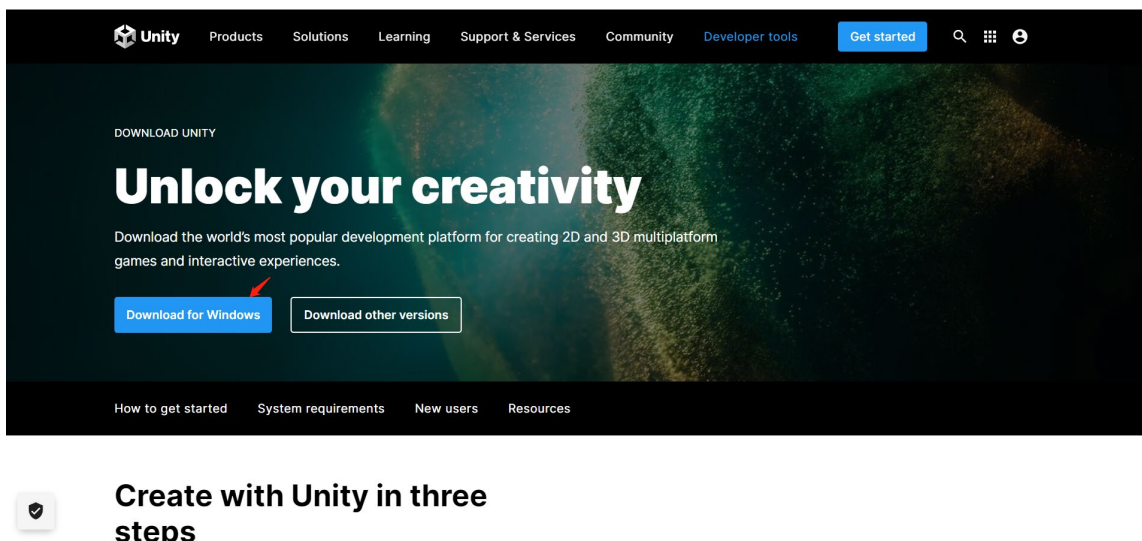 Unity Products Solutions Learning Support & Services Community Developer tools Get started
DOWNLOAD UNITY
Unlock your creativity
Download the world's most popular development platform for creating 2D and 3D multiplatform
games and interactive experiences.
Download for Windows Download other versions
How to get started System requirements New users Resources
Create with Unity in three
steps